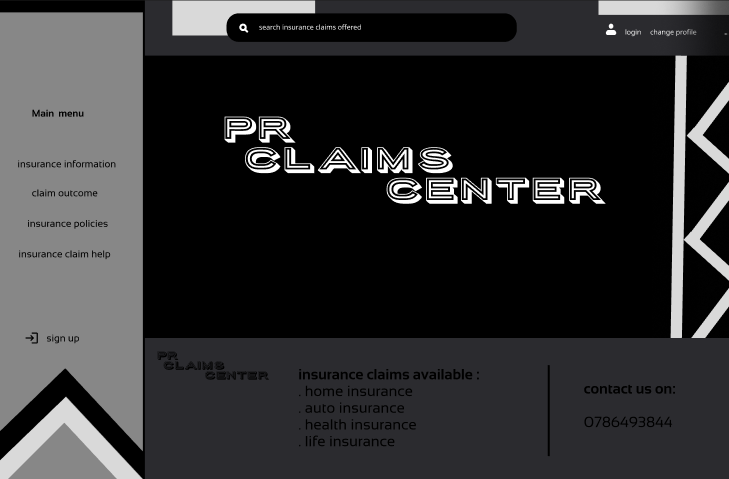 search insurance claims offered
login change profile
Main menu
insurance information
claim outcome
insurance policies
insurance claim help
sign up
PR
CLAIMS
CENTER
PR
CLAIMS
CENTER
insurance claims available :
. home insurance
. auto insurance
. health insurance
. life insurance
contact us on:
0786493844